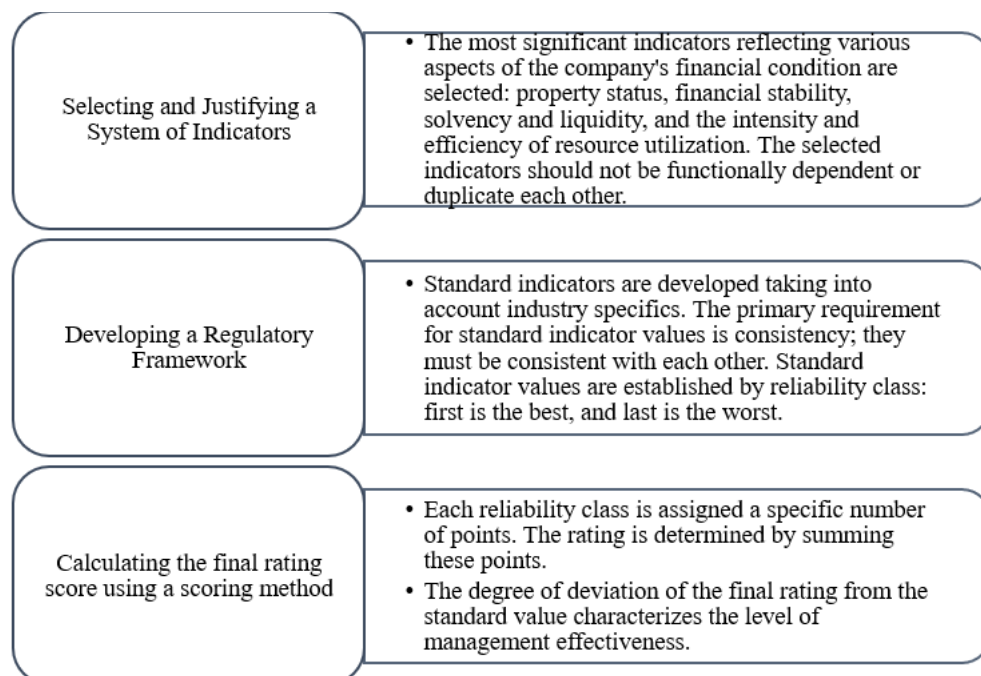 Selecting and Justifying a
System of Indicators
• The most significant indicators reflecting various
aspects of the company's financial condition are
selected: property status, financial stability,
solvency and liquidity, and the intensity and
efficiency of resource utilization. The selected
indicators should not be functionally dependent or
duplicate each other.
Developing a Regulatory
Framework
• Standard indicators are developed taking into
account industry specifics. The primary requirement
for standard indicator values is consistency; they
must be consistent with each other. Standard
indicator values are established by reliability class:
first is the best, and last is the worst.
Calculating the final rating
score using a scoring method
• Each reliability class is assigned a specific number
of points. The rating is determined by summing
these points.
• The degree of deviation of the final rating from the
standard value characterizes the level of
management effectiveness.